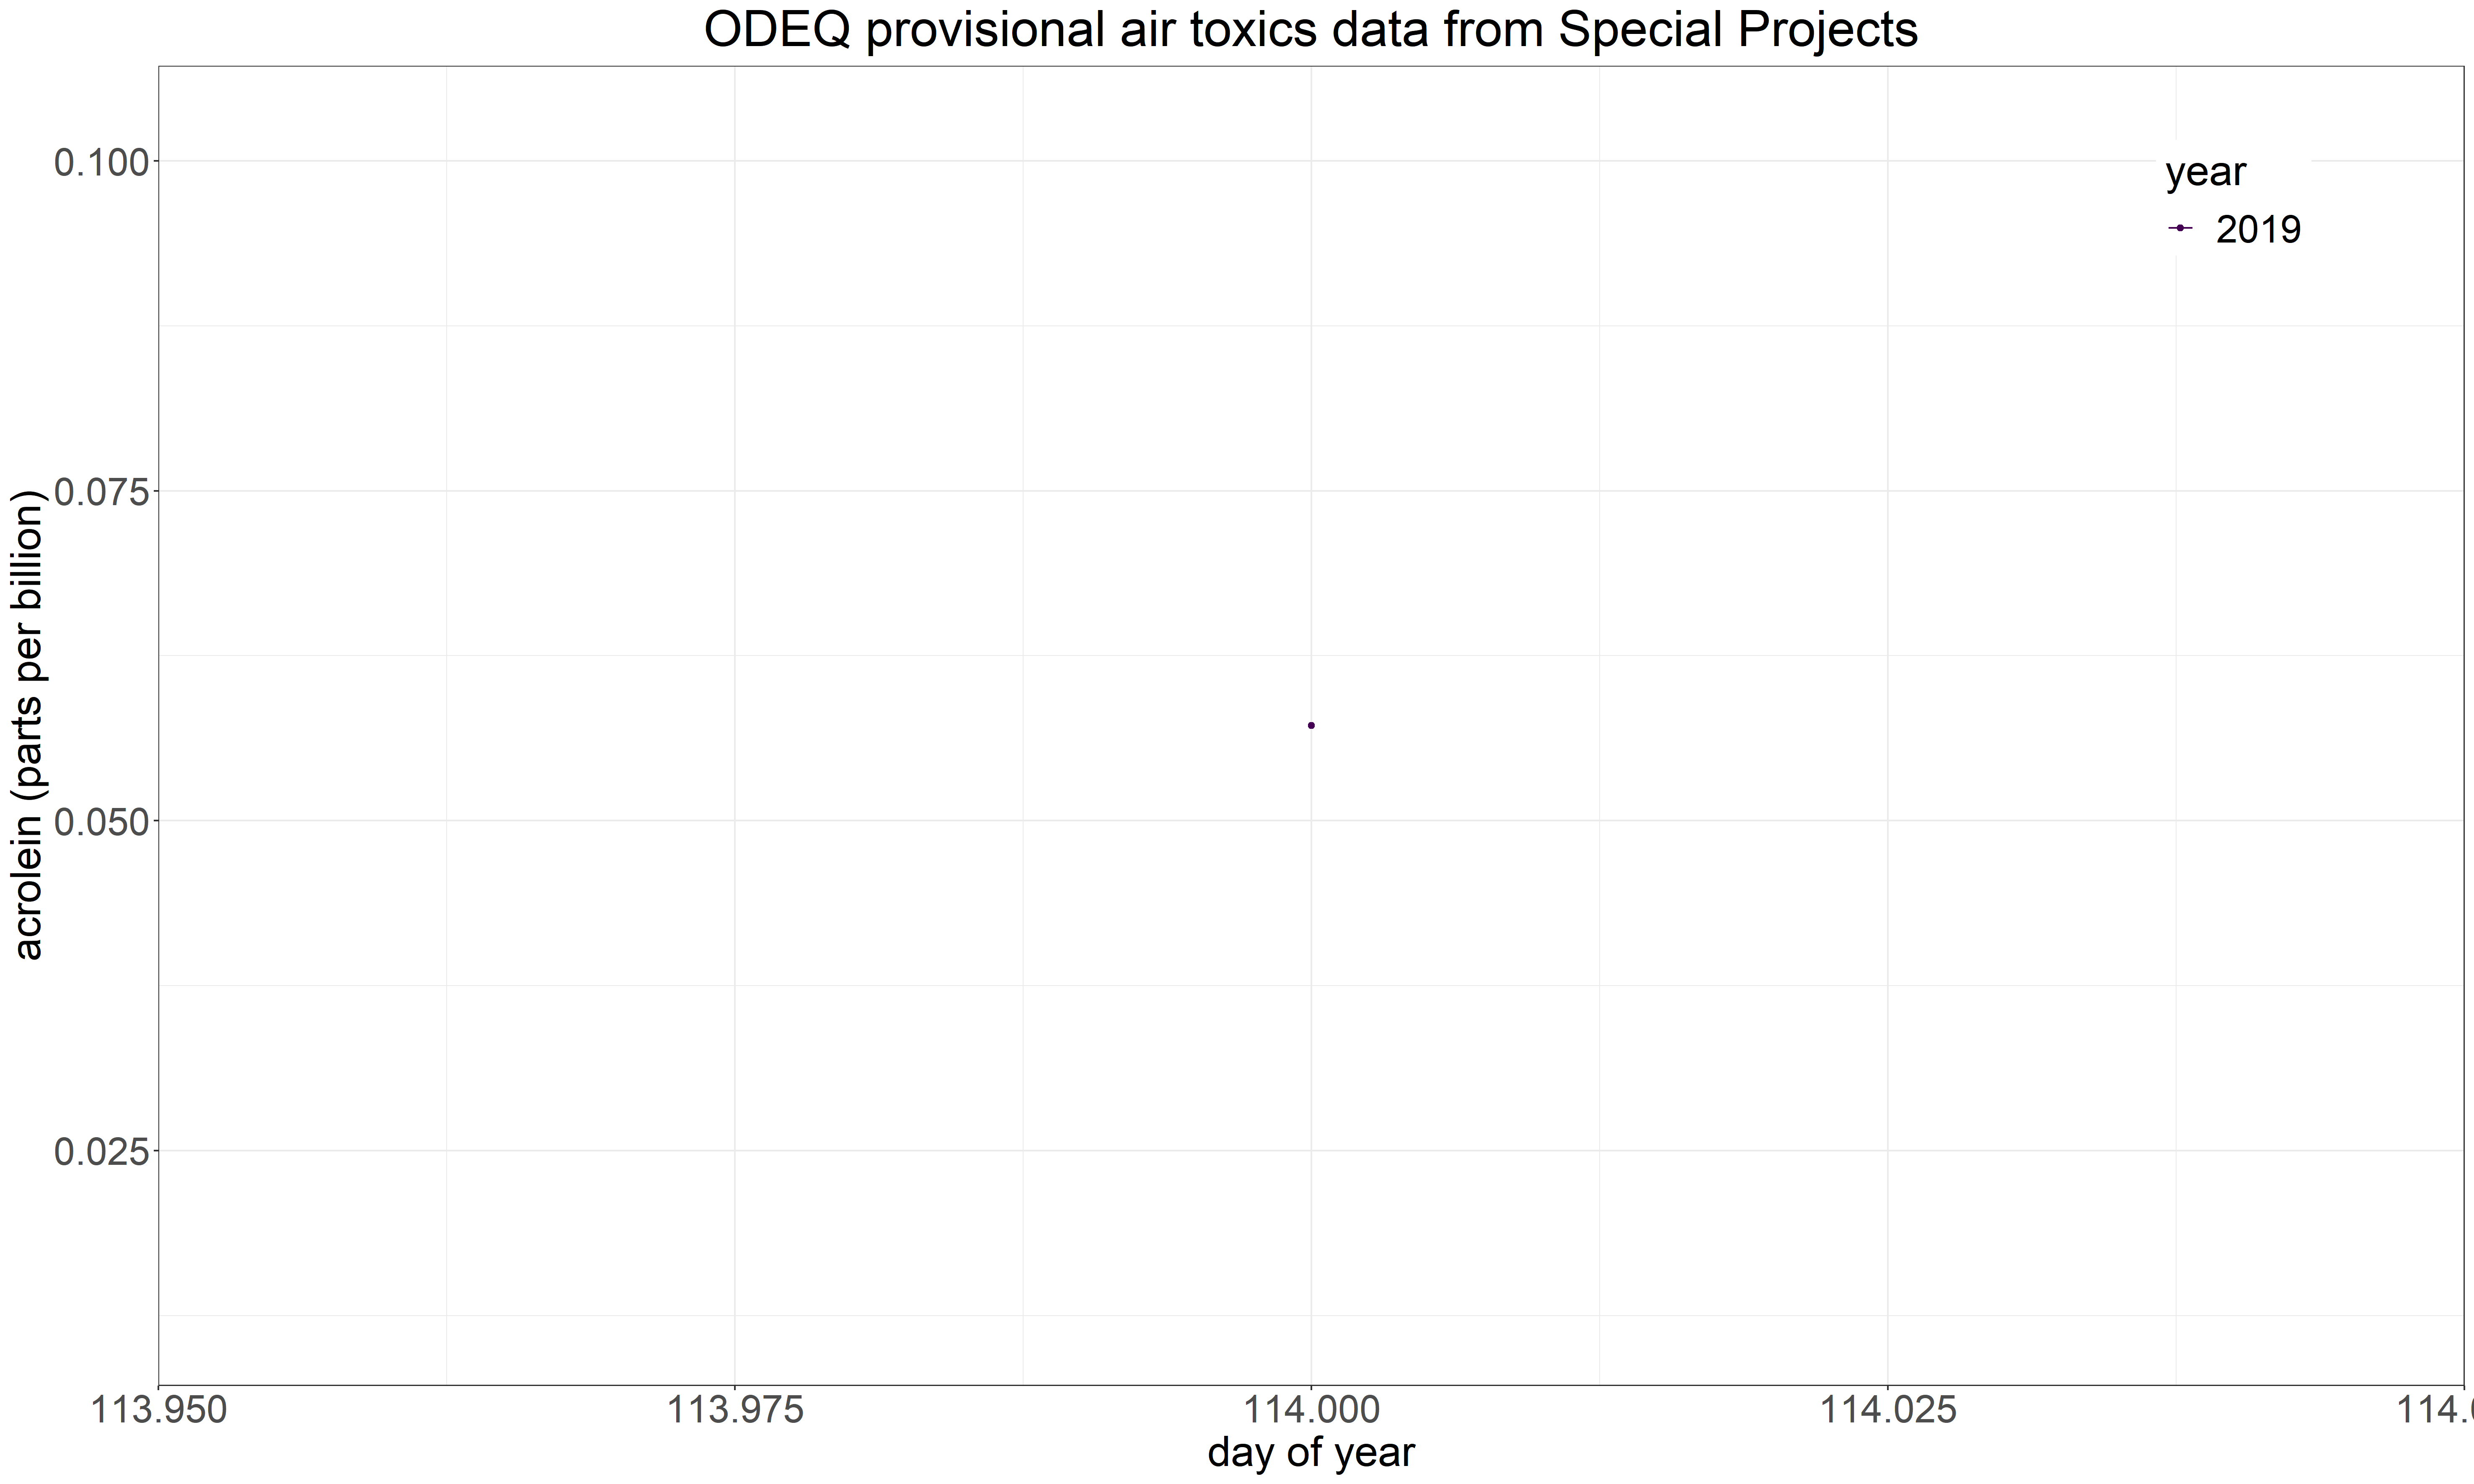 ODEQ provisional air toxics data from Special Projects
year
2019
0.100
0.075
0.050
0.025
acrolein (parts per billion)
113.950 113.975 114.000 114.025
day of year